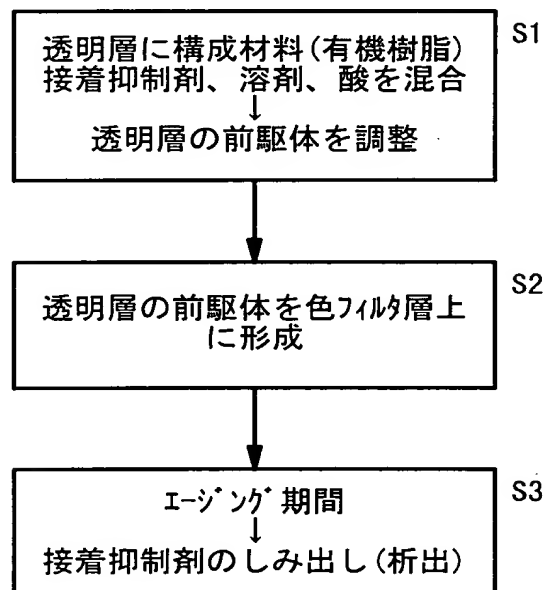 S1
透明層に構成材料(有機樹脂)
接着抑制剤、溶剤、酸を混合
↓
透明層の前駆体を調整
S2
透明層の前駆体を色フィルタ層上
に形成
S3
エージング期間
↓
接着抑制剤のしみ出し(析出)